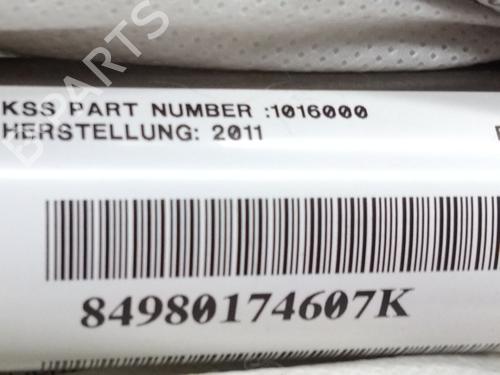 KSS PART NUMBER :1016000
HERSTELLUNG: 2011
84980174607K